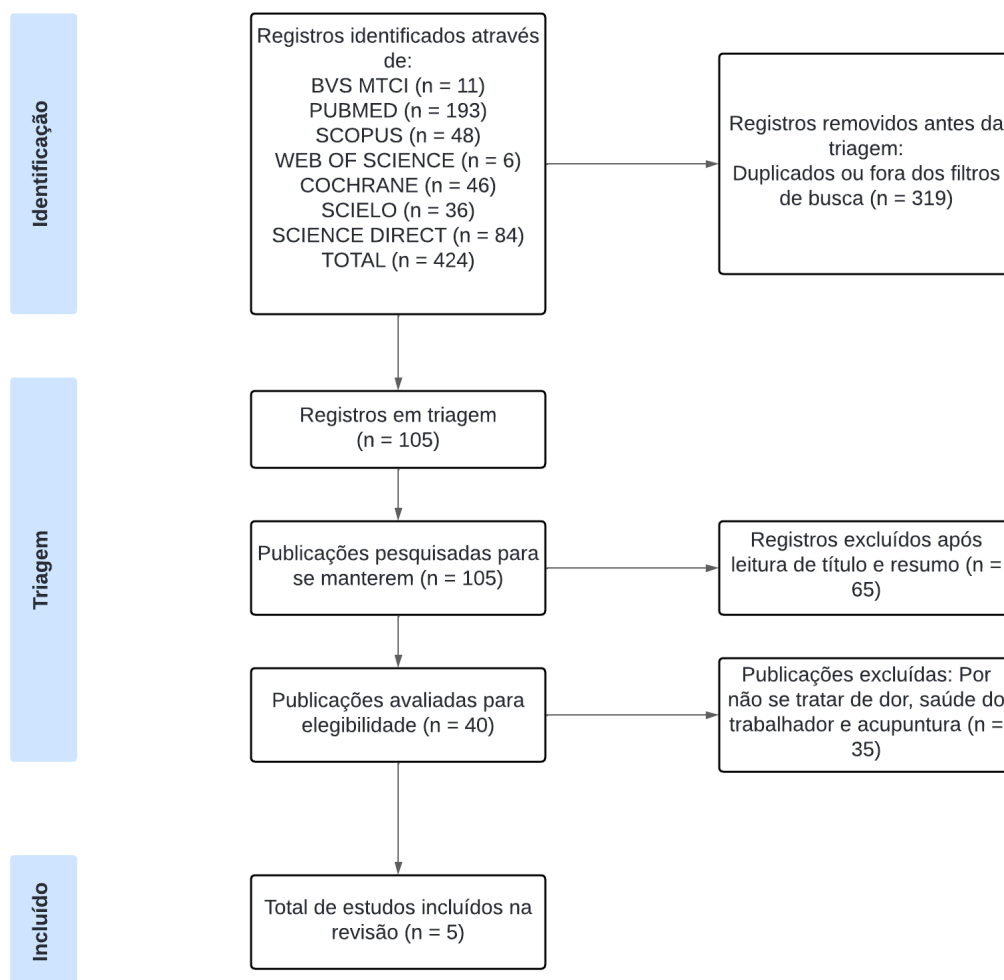 Identificação
Registros identificados através
de:
BVS MTCI (n = 11)
PUBMED (n = 193)
SCOPUS (n = 48)
WEB OF SCIENCE (n = 6)
COCHRANE (n = 46)
SCIELO (n = 36)
SCIENCE DIRECT (n = 84)
TOTAL (n = 424)
Registros removidos antes da
triagem:
Duplicados ou fora dos filtros
de busca (n = 319)
Triagem
Registros em triagem
(n = 105)
Publicações pesquisadas para
se manterem (n = 105)
Registros excluídos após
leitura de título e resumo (n =
65)
Publicações avaliadas para
elegibilidade (n = 40)
Publicações excluídas: Por
não se tratar de dor, saúde do
trabalhador e acupuntura (n =
35)
Incluído
Total de estudos incluídos na
revisão (n = 5)